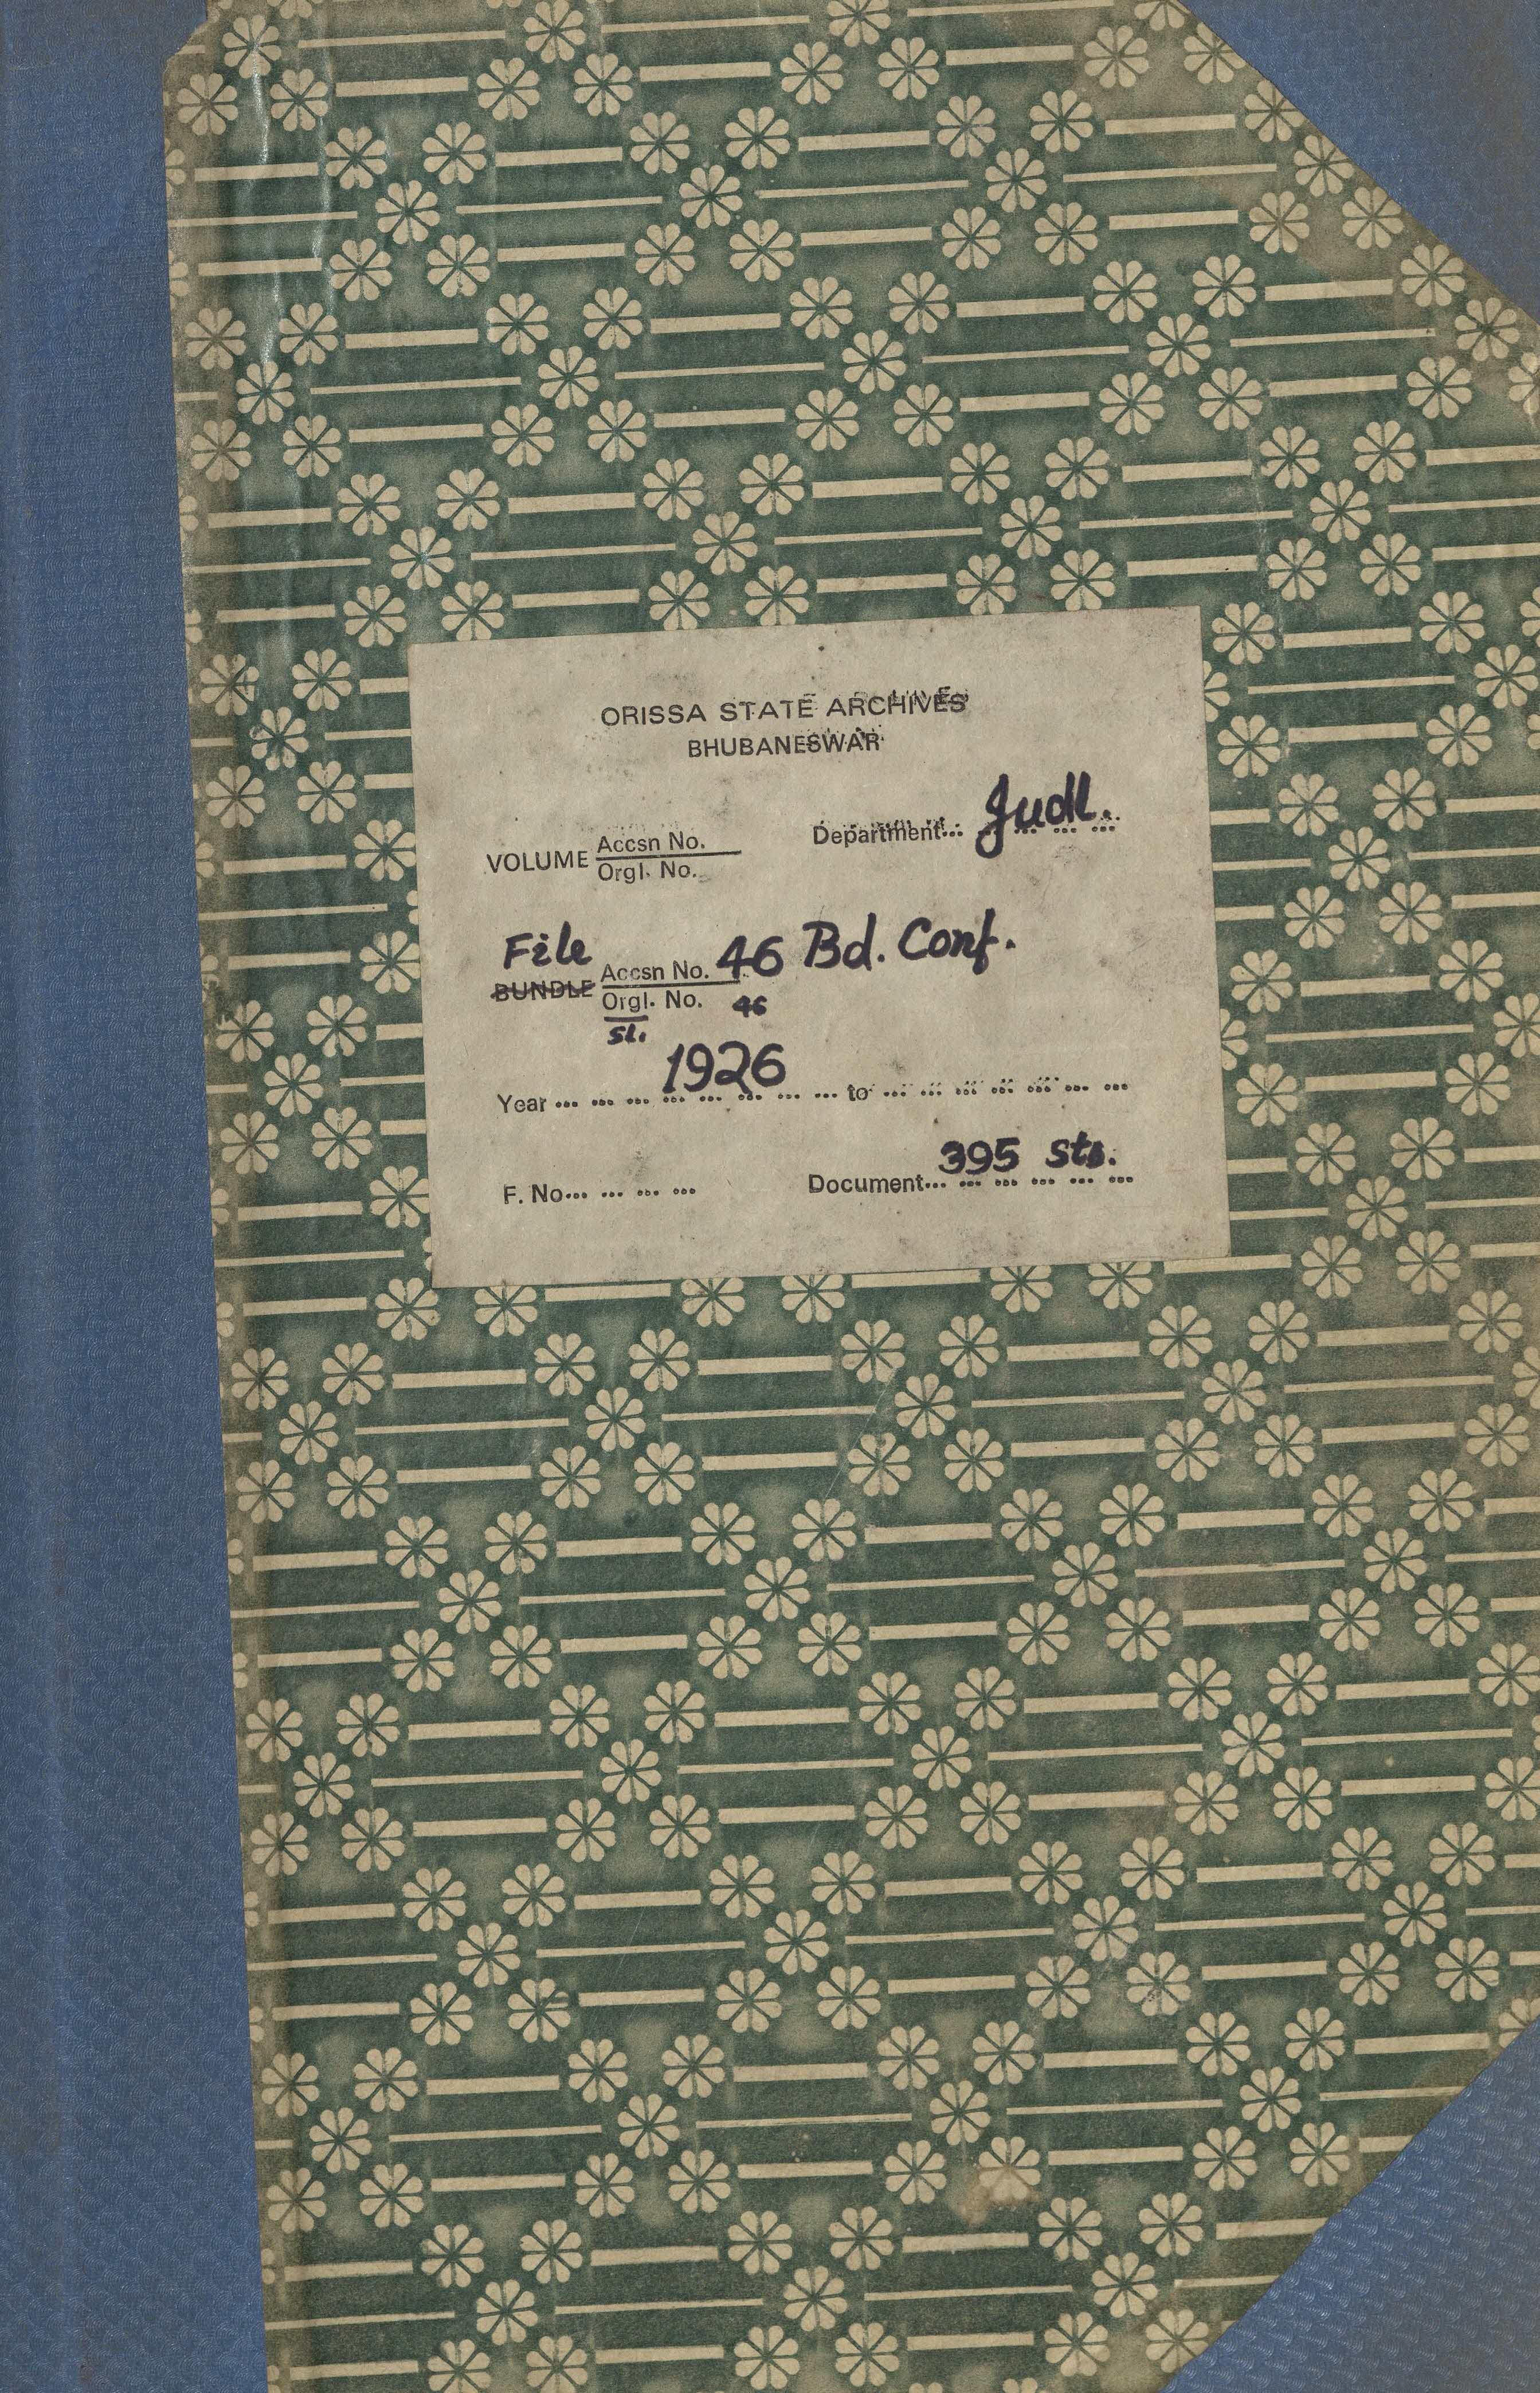 ORISSA STATE ARCHIVES
BHUBANESWAR
VOLUME Accsn No. Department... Judl.
Orgl. No.
File
BUNDLE Accsn No. 46 Bd. Conf.
Orgl. No. 46
Sl.
Year ... ... ... 1926 ... ... to ... ... ... ... ... ... ...
F. No... ... ... ... Document... 395 Sts.